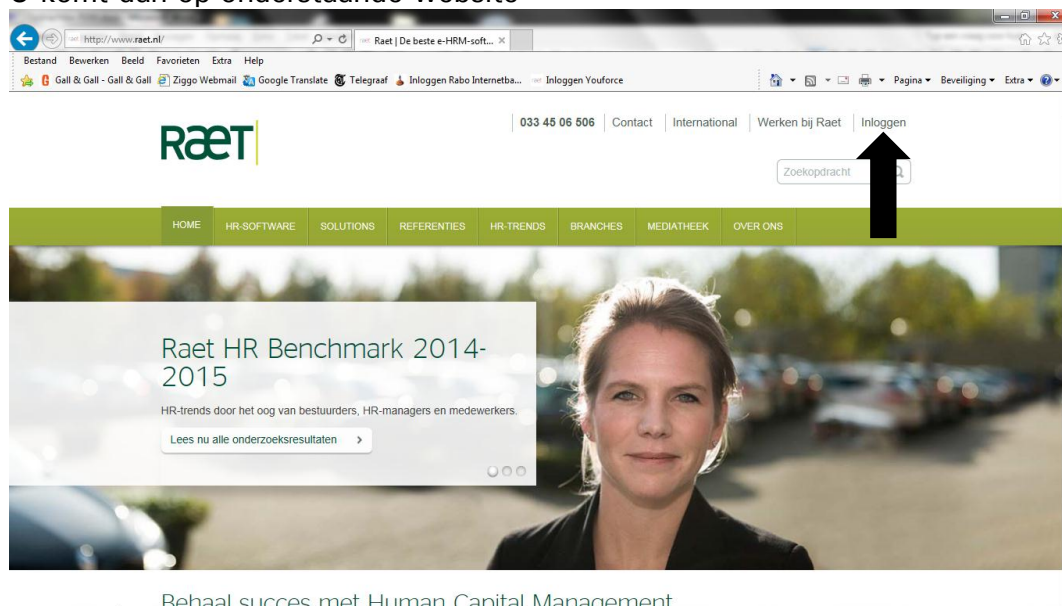 U komt dan op onderstaande website
http://www.raet.nl/
Raet | De beste e-HRM-soft...
Bestand Bewerken Beeld Favorieten Extra Help
Gall & Gall - Gall & Gall Ziggo Webmail Google Translate Telegraaf Inloggen Rabo Internetba... Inloggen Youforce
Pagina Beveiliging Extra
033 45 06 506 Contact International Werken bij Raet Inloggen
Raet
Zoekopdracht
HOME HR-SOFTWARE SOLUTIONS REFERENTIES HR-TRENDS BRANCHES MEDIATHEEK OVER ONS
Raet HR Benchmark 2014-
2015
HR-trends door het oog van bestuurders, HR-managers en medewerkers.
Lees nu alle onderzoeksresultaten
Behaal succes met Human Capital Management